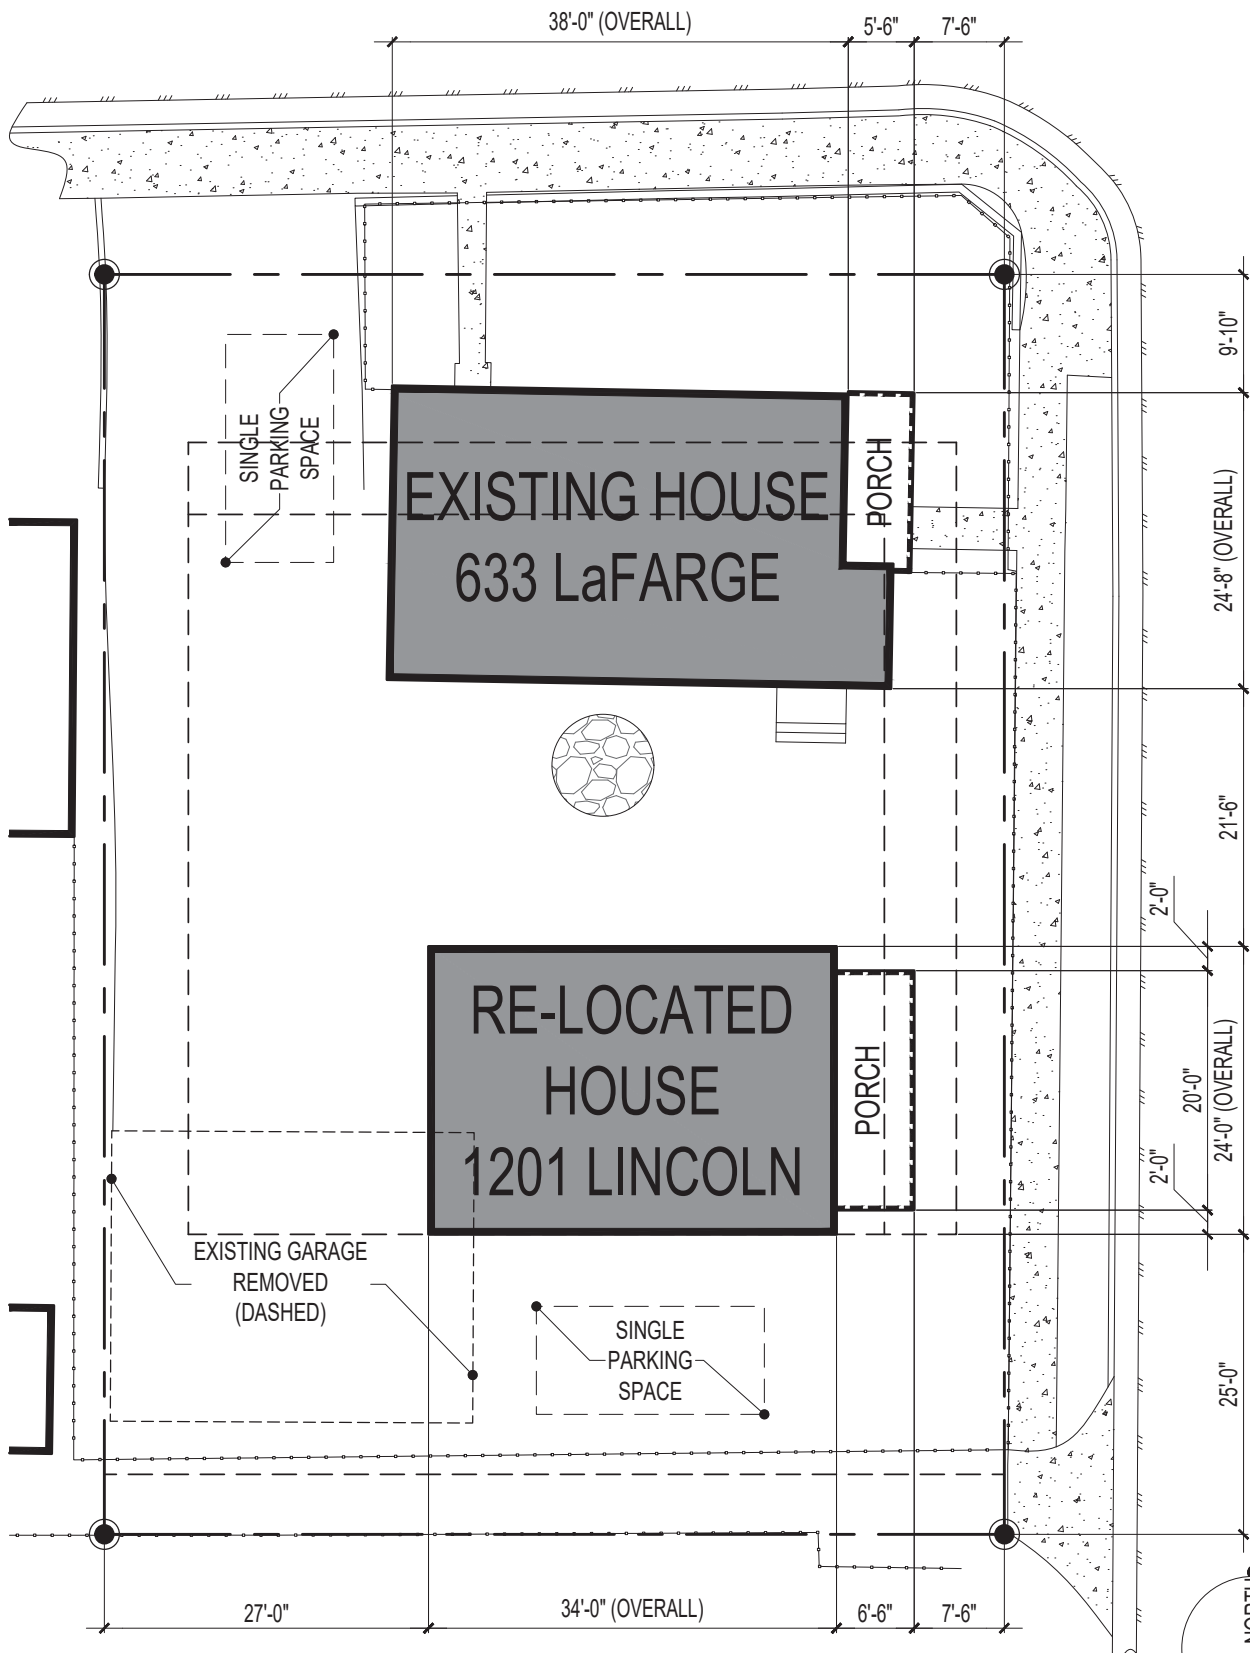 38'-0" (OVERALL)
5'-6"
7'-6"
9'-10"
SINGLE
PARKING
SPACE
EXISTING HOUSE
633 LaFARGE
PORCH
24'-8" (OVERALL)
21'-6"
2'-0"
RE-LOCATED
HOUSE
1201 LINCOLN
PORCH
20'-0"
24'-0" (OVERALL)
2'-0"
EXISTING GARAGE
REMOVED
(DASHED)
SINGLE
PARKING
SPACE
25'-0"
27'-0"
34'-0" (OVERALL)
6'-6"
7'-6"
NORTH